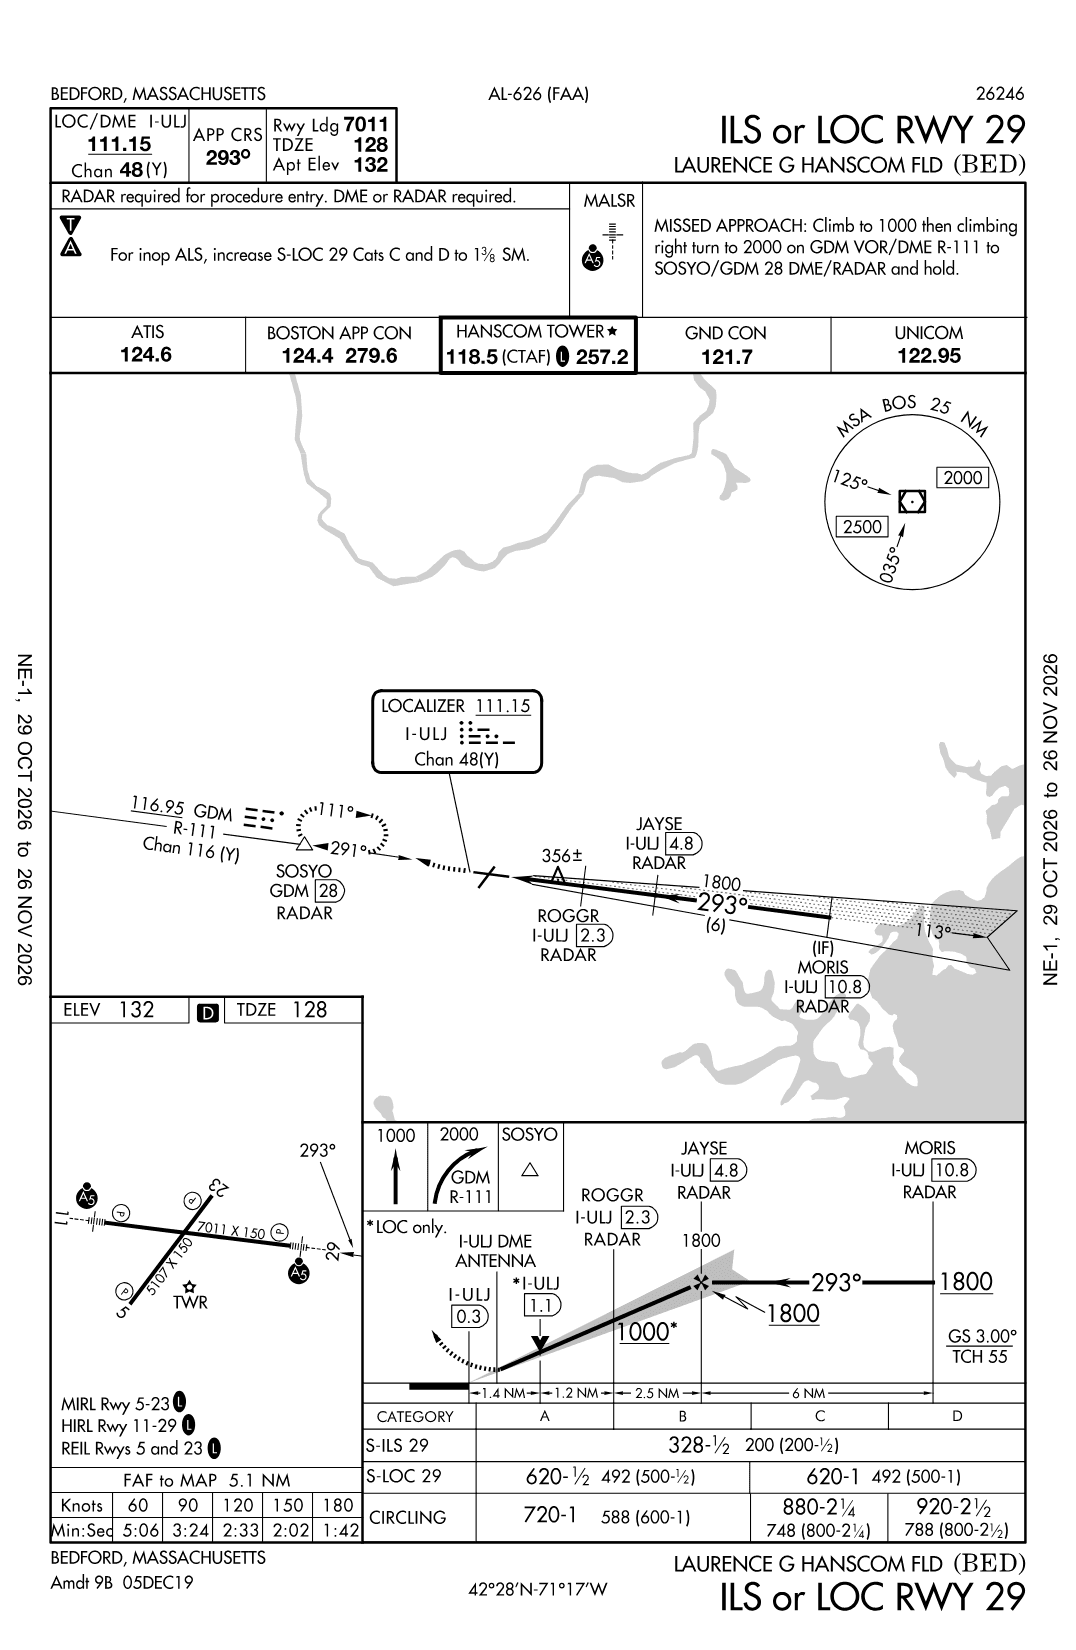 BEDFORD, MASSACHUSETTS
AL-626 (FAA)
26246
LOC/DME I-ULJ
111.15
Chan 48(Y)
APP CRS
293°
Rwy Ldg 7011
TDZE 128
Apt Elev 132
ILS or LOC RWY 29
LAURENCE G HANSCOM FLD (BED)
RADAR required for procedure entry. DME or RADAR required.
T
A
For inop ALS, increase S-LOC 29 Cats C and D to 1⅜ SM.
MALSR
A5
MISSED APPROACH: Climb to 1000 then climbing
right turn to 2000 on GDM VOR/DME R-111 to
SOSYO/GDM 28 DME/RADAR and hold.
ATIS
124.6
BOSTON APP CON
124.4 279.6
HANSCOM TOWER★
118.5 (CTAF) L 257.2
GND CON
121.7
UNICOM
122.95
MSA BOS 25 NM
125°
2000
2500
035°
NE-1, 29 OCT 2026 to 26 NOV 2026
NE-1, 29 OCT 2026 to 26 NOV 2026
LOCALIZER 111.15
I-ULJ
Chan 48(Y)
116.95 GDM
R-111
Chan 116 (Y)
111°
291°
SOSYO
GDM 28
RADAR
356±
JAYSE
I-ULJ 4.8
RADAR
1800
293°
(6)
ROGGR
I-ULJ 2.3
RADAR
113°
(IF)
MORIS
I-ULJ 10.8
RADAR
ELEV 132
D
TDZE 128
293°
A5
11
P
P
23
7011 X 150
P
29
A5
5107 X 150
P
5
TWR
MIRL Rwy 5-23 L
HIRL Rwy 11-29 L
REIL Rwys 5 and 23 L
FAF to MAP 5.1 NM
Knots 60 90 120 150 180
Min:Sec 5:06 3:24 2:33 2:02 1:42
1000
2000
GDM
R-111
SOSYO
*LOC only.
I-ULJ DME
ANTENNA
I-ULJ
0.3
*I-ULJ
1.1
ROGGR
I-ULJ 2.3
RADAR
JAYSE
I-ULJ 4.8
RADAR
1800
MORIS
I-ULJ 10.8
RADAR
293°
1800
1800
1000*
GS 3.00°
TCH 55
1.4 NM 1.2 NM 2.5 NM 6 NM
CATEGORY A B C D
S-ILS 29 328-½ 200 (200-½)
S-LOC 29 620-½ 492 (500-½) 620-1 492 (500-1)
CIRCLING 720-1 588 (600-1) 880-2¼ 748 (800-2¼) 920-2½ 788 (800-2½)
BEDFORD, MASSACHUSETTS
Amdt 9B 05DEC19
42°28'N-71°17'W
LAURENCE G HANSCOM FLD (BED)
ILS or LOC RWY 29